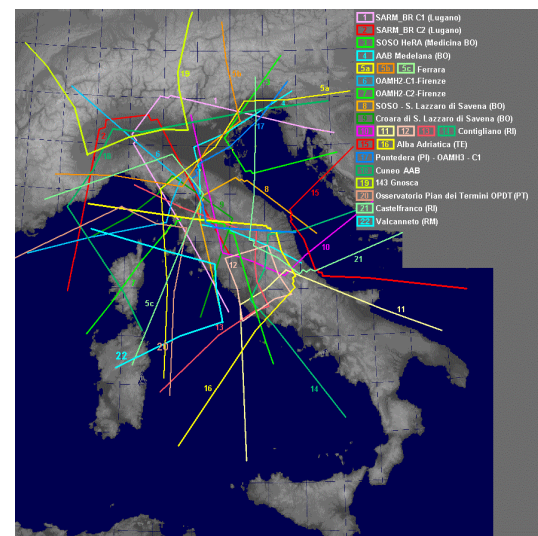 1 SARM_BR C1 (Lugano)
2 SARM_BR C2 (Lugano)
3 SOSO HeRA (Medicina BO)
4 AAB Medelana (BO)
5a 5b 5c Ferrara
6 OAMH2-C1-Firenze
7 OAMH2-C2-Firenze
8 SOSO - S. Lazzaro di Savena (BO)
9 Croara di S. Lazzaro di Savena (BO)
11 12 13 14 Contigliano (RI)
15 16 Alba Adriatica (TE)
Pontedera (PI) - OAMH3 - C1
Cuneo AAB
19 143 Gnosca
20 Osservatorio Pian dei Termini OPDT (PT)
21 Castelfranco (RI)
22 Valcanneto (RM)
19
5a
4
17
8
15
10
21
12
5c
11
13
20
22
16
14